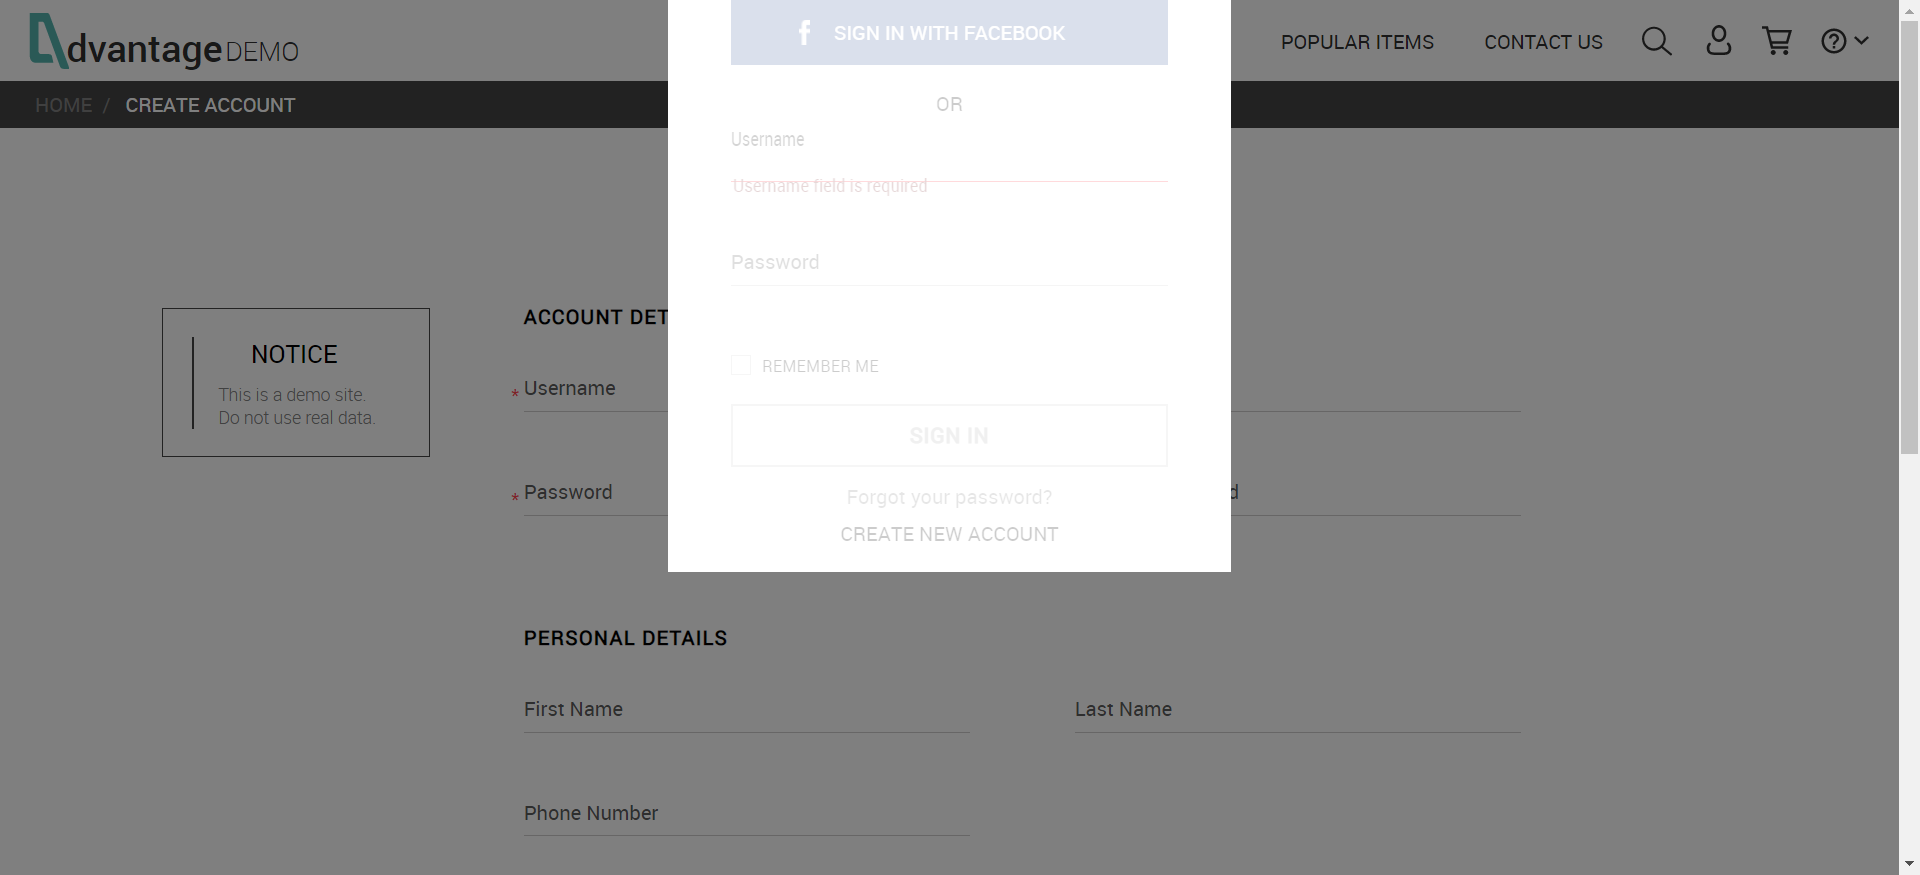 dvantage DEMO
SIGN IN WITH FACEBOOK
POPULAR ITEMS
CONTACT US
HOME / CREATE ACCOUNT
OR
Username
Username field is required
Password
REMEMBER ME
SIGN IN
Forgot your password?
CREATE NEW ACCOUNT
NOTICE
This is a demo site.
Do not use real data.
ACCOUNT DET
* Username
* Password
d
PERSONAL DETAILS
First Name
Last Name
Phone Number